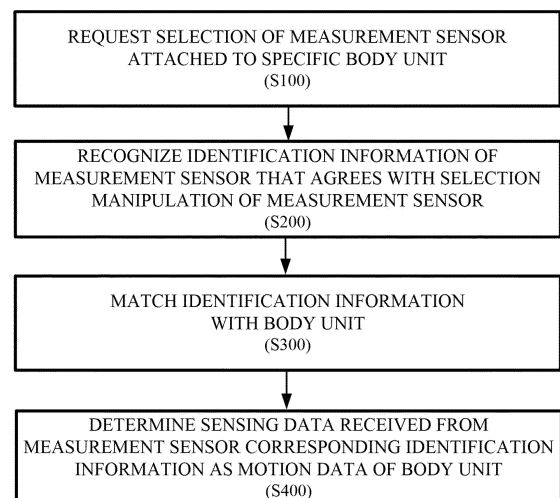 REQUEST SELECTION OF MEASUREMENT SENSOR
ATTACHED TO SPECIFIC BODY UNIT
(S100)
RECOGNIZE IDENTIFICATION INFORMATION OF
MEASUREMENT SENSOR THAT AGREES WITH SELECTION
MANIPULATION OF MEASUREMENT SENSOR
(S200)
MATCH IDENTIFICATION INFORMATION
WITH BODY UNIT
(S300)
DETERMINE SENSING DATA RECEIVED FROM
MEASUREMENT SENSOR CORRESPONDING IDENTIFICATION
INFORMATION AS MOTION DATA OF BODY UNIT
(S400)